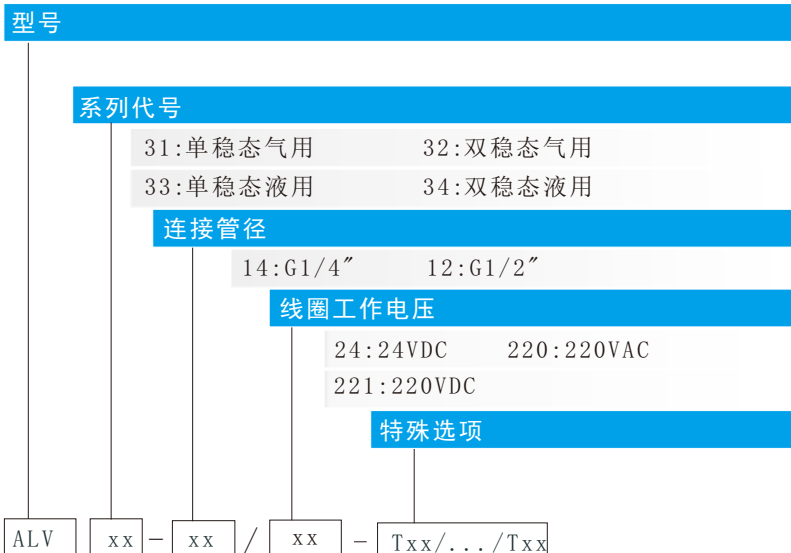 型号
系列代号
31:单稳态气用 32:双稳态气用
33:单稳态液用 34:双稳态液用
连接管径
14:G1/4″ 12:G1/2″
线圈工作电压
24:24VDC 220:220VAC
221:220VDC
特殊选项
ALV xx - xx / xx - Txx/.../Txx